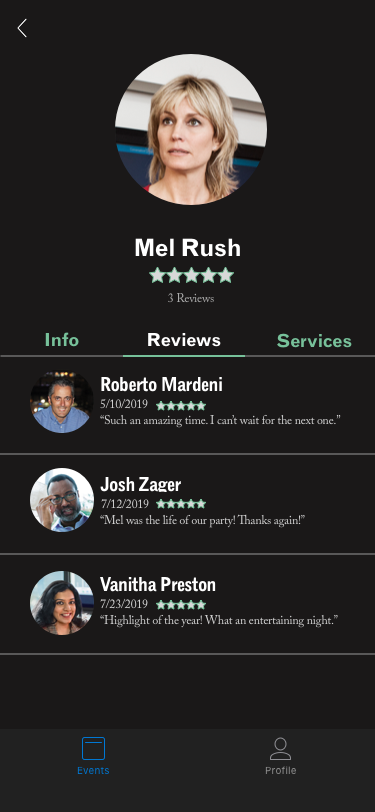 Mel Rush
3 Reviews
Info Reviews Services
Roberto Mardeni
5/10/2019
“Such an amazing time. I can’t wait for the next one.”
Josh Zager
7/12/2019
“Mel was the life of our party! Thanks again!”
Vanitha Preston
7/23/2019
“Highlight of the year! What an entertaining night.”
Events Profile